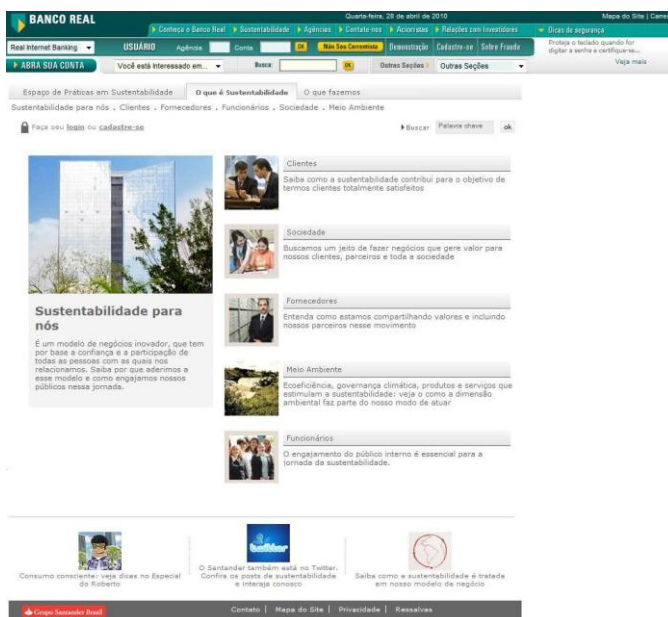 BANCO REAL
Quarta-feira, 28 de abril de 2010
Mapa do Site |
Conheça o Banco Real
Sustentabilidade
Agências
Contate-nos
Acionistas
Relações com Investidores
Dicas de segurança
Real Internet Banking
USUÁRIO
Agência
Conta
OK
Não Sou Correntista
Demonstração
Cadastre-se
Sobre Fraude
Proteja o teclado quando for
digitar a senha e certifique-se...
Veja mais
ABRA SUA CONTA
Você está interessado em...
Busca:
OK
Outras Seções
Outras Seções
Espaço de Práticas em Sustentabilidade
O que é Sustentabilidade
O que fazemos
Sustentabilidade para nós . Clientes . Fornecedores . Funcionários . Sociedade . Meio Ambiente
Faça seu login ou cadastre-se
Buscar
Palavra chave
ok
Sustentabilidade para
nós
É um modelo de negócios inovador, que tem
por base a confiança e a participação de
todas as pessoas com as quais nos
relacionamos. Saiba por que aderimos a
esse modelo e como engajamos nossos
públicos nessa jornada.
Clientes
Saiba como a sustentabilidade contribui para o objetivo de
termos clientes totalmente satisfeitos
Sociedade
Buscamos um jeito de fazer negócios que gere valor para
nossos clientes, parceiros e toda a sociedade
Fornecedores
Entenda como estamos compartilhando valores e incluindo
nossos parceiros nesse movimento
Meio Ambiente
Ecoeficiência, governança climática, produtos e serviços que
estimulam a sustentabilidade: veja o como a dimensão
ambiental faz parte do nosso modo de atuar
Funcionários
O engajamento do público interno é essencial para a
jornada da sustentabilidade.
Consumo consciente: veja dicas no Especial
do Roberto
twitter
O Santander também está no Twitter.
Confira os posts de sustentabilidade
e interaja conosco
Saiba como a sustentabilidade é tratada
em nosso modelo de negócio
Grupo Santander Brasil
Contato | Mapa do Site | Privacidade | Ressalvas